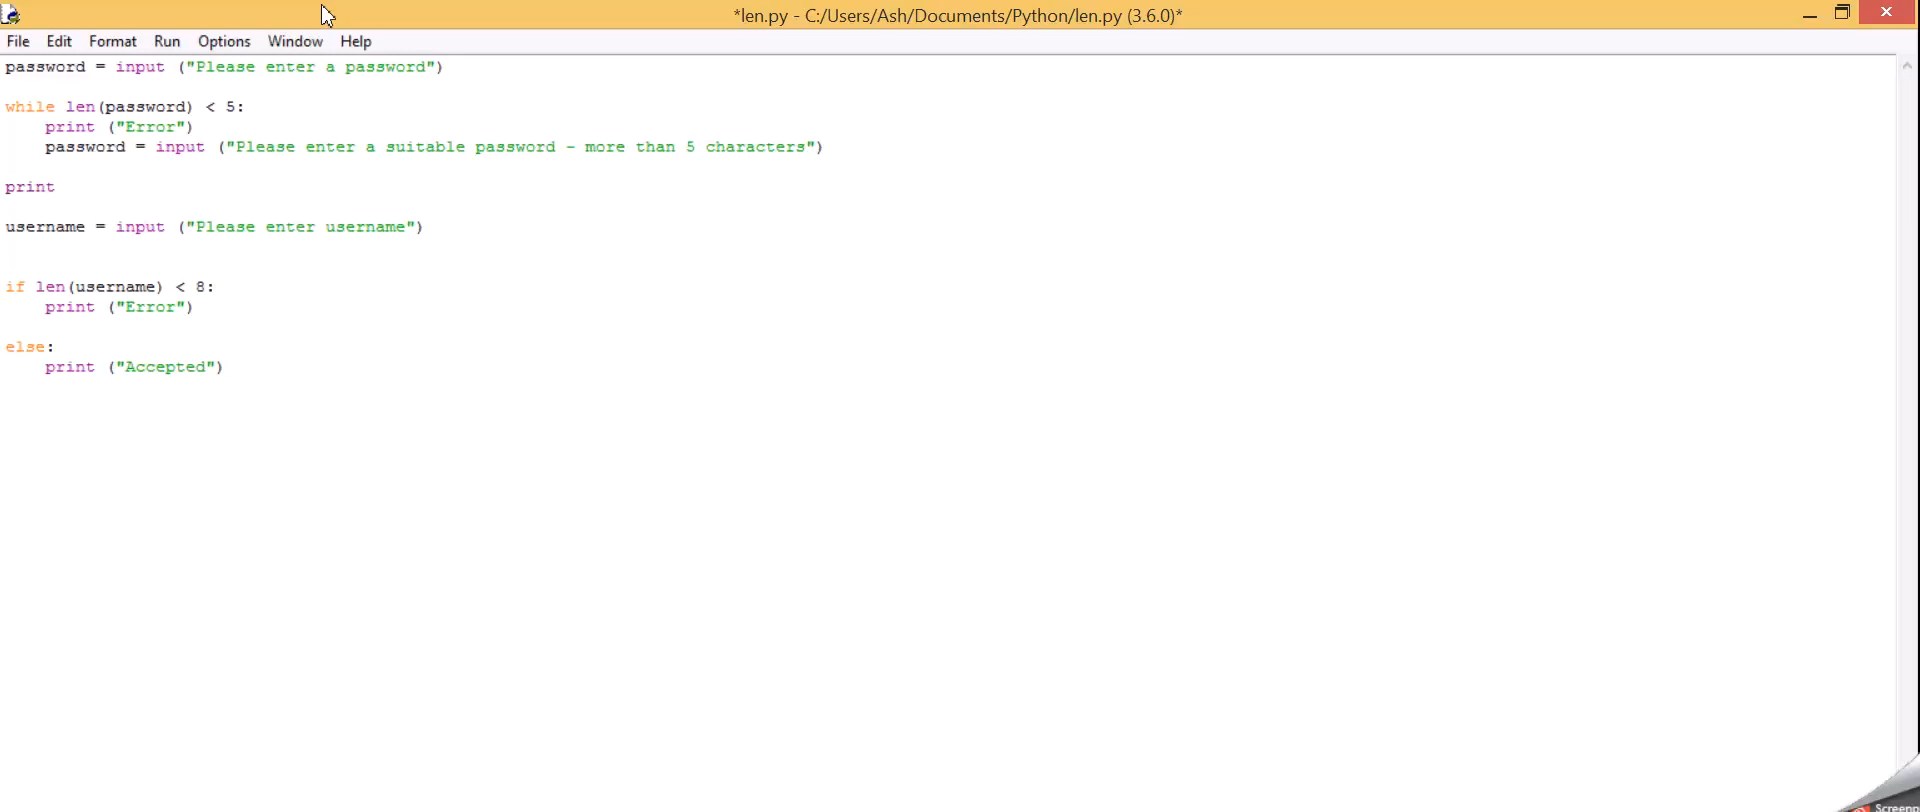 *len.py - C:/Users/Ash/Documents/Python/len.py (3.6.0)*
File Edit Format Run Options Window Help
password = input ("Please enter a password")
while len(password) < 5:
    print ("Error")
    password = input ("Please enter a suitable password - more than 5 characters")
print
username = input ("Please enter username")
if len(username) < 8:
    print ("Error")
else:
    print ("Accepted")